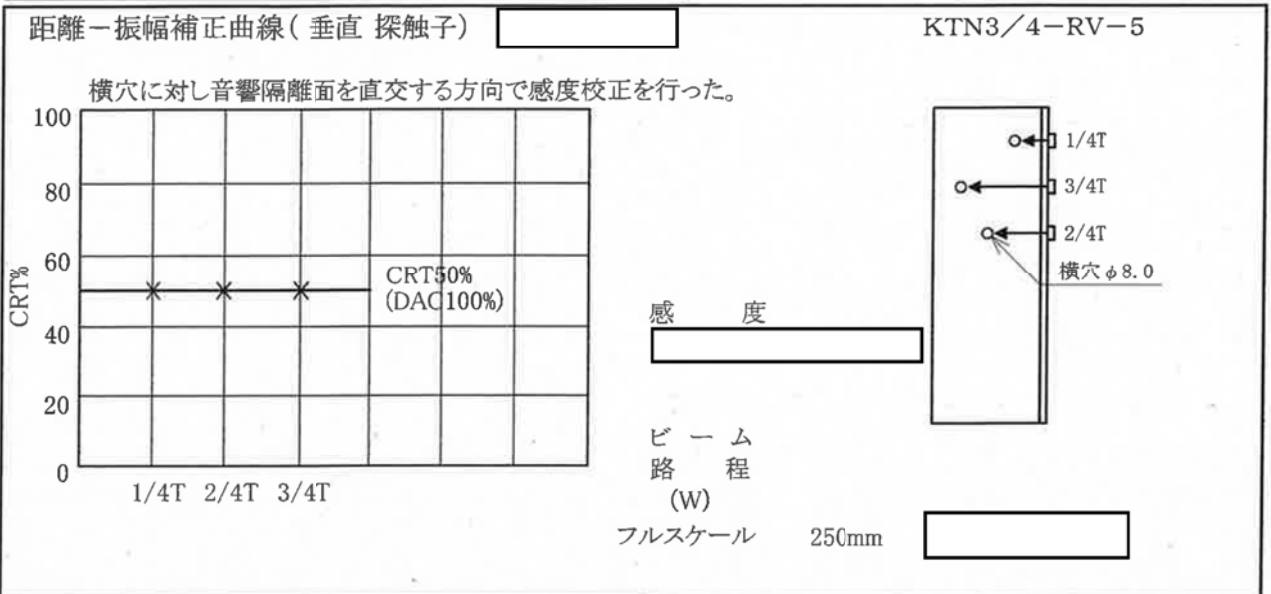 距離－振幅補正曲線( 垂直 探触子)
KTN3／4－RV－5
横穴に対し音響隔離面を直交する方向で感度校正を行った。
100
80
60
40
20
0
CRT%
CRT50%
(DAC100%)
1/4T 2/4T 3/4T
感 度
ビ ー ム
路 程
(W)
フルスケール 250mm
1/4T
3/4T
2/4T
横穴φ8.0